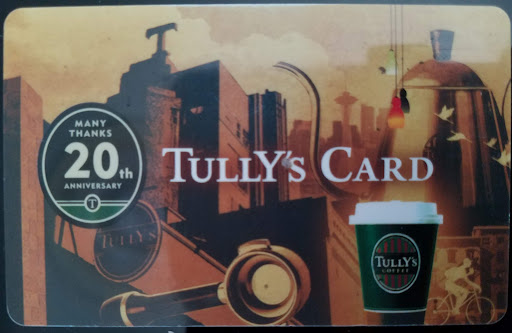 MANY
THANKS
20th
ANNIVERSARY
T
TULLY'S CARD
TULLY'S
TULLY'S
COFFEE